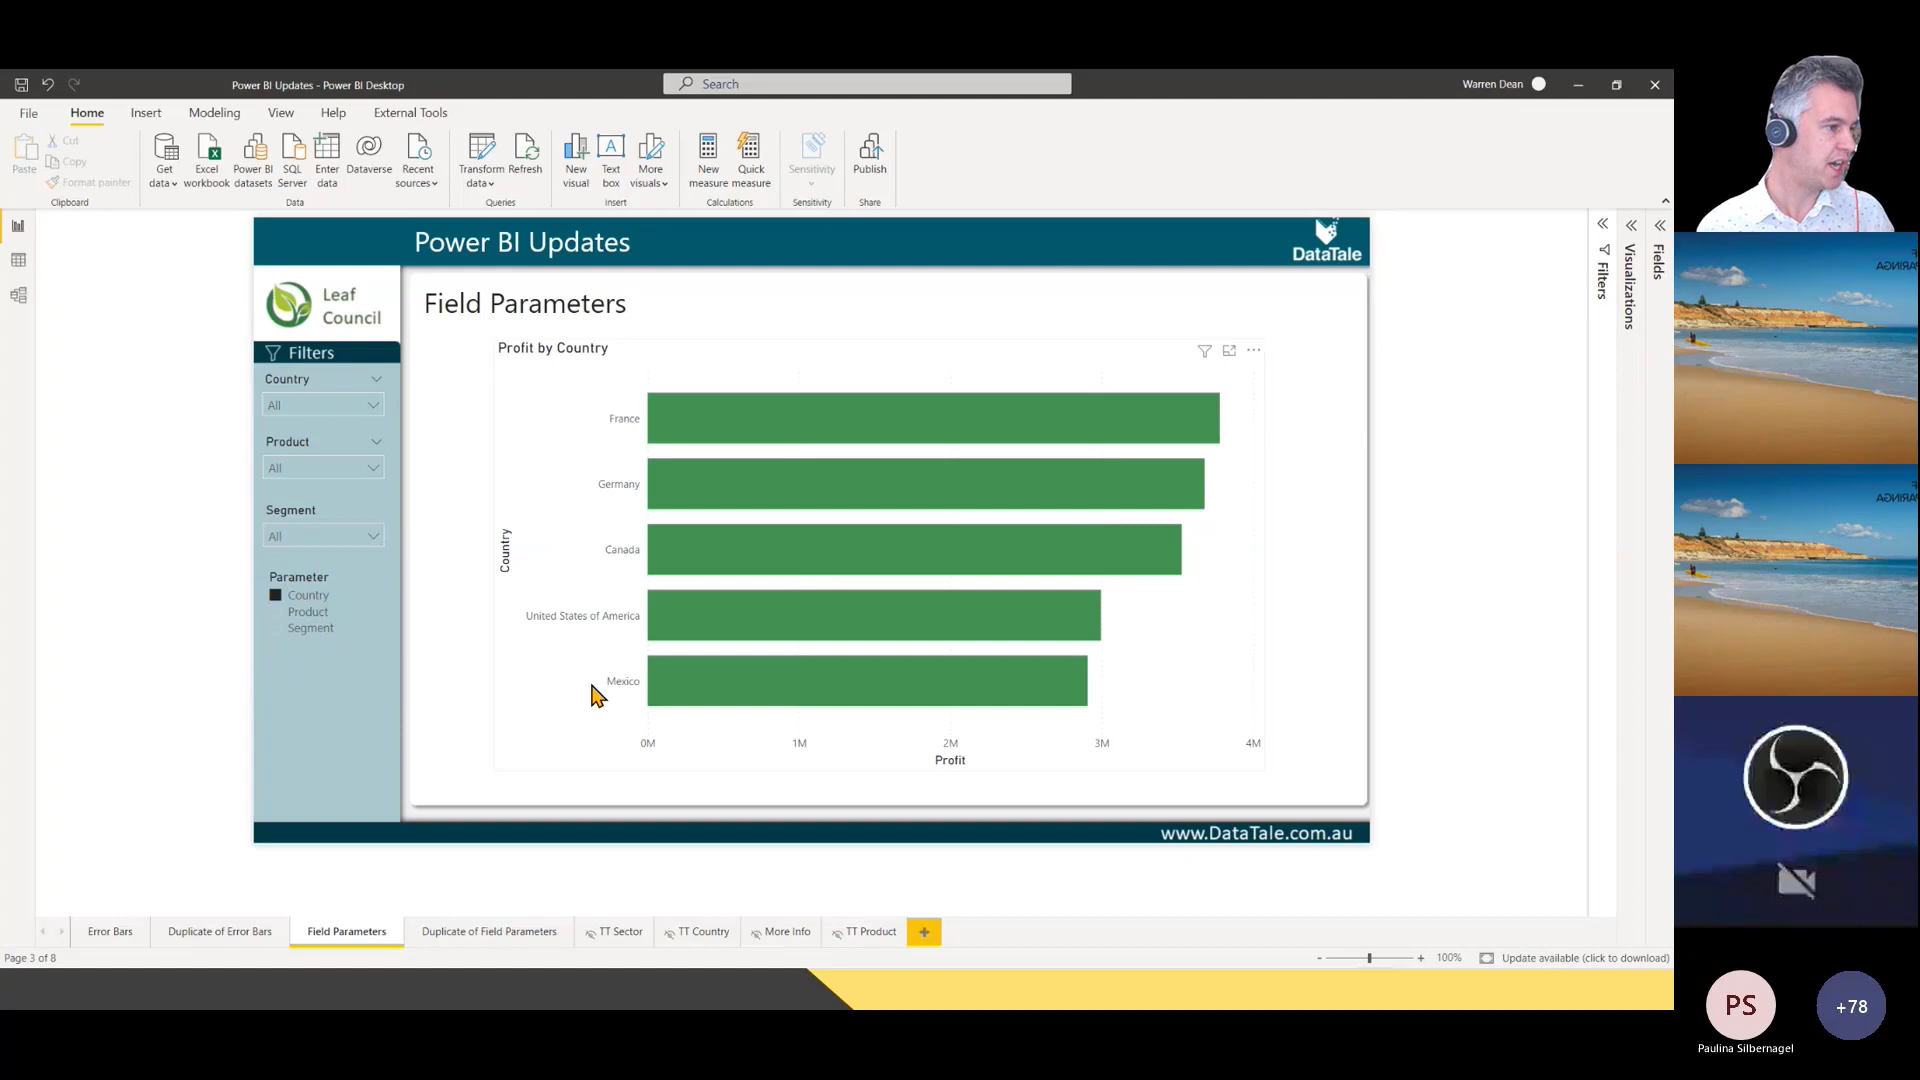 Power BI Updates - Power BI Desktop
Search
Warren Dean
File Home Insert Modeling View Help External Tools
Paste
Cut
Copy
Format painter
Get data
Excel workbook
Power BI datasets
SQL Server
Enter data
Dataverse
Recent sources
Transform data
Refresh
New visual
Text box
More visuals
New measure
Quick measure
Sensitivity
Publish
Clipboard
Data
Queries
Insert
Calculations
Sensitivity
Share
Power BI Updates
DataTale
Leaf
Council
Filters
Country
All
Product
All
Segment
All
Parameter
Country
Product
Segment
Field Parameters
Profit by Country
Country
France
Germany
Canada
United States of America
Mexico
0M 1M 2M 3M 4M
Profit
www.DataTale.com.au
Filters
Visualizations
Fields
Error Bars
Duplicate of Error Bars
Field Parameters
Duplicate of Field Parameters
TT Sector
TT Country
More Info
TT Product
+
Page 3 of 8
- + 100%
Update available (click to download)
PS
Paulina Silbernagel
+78